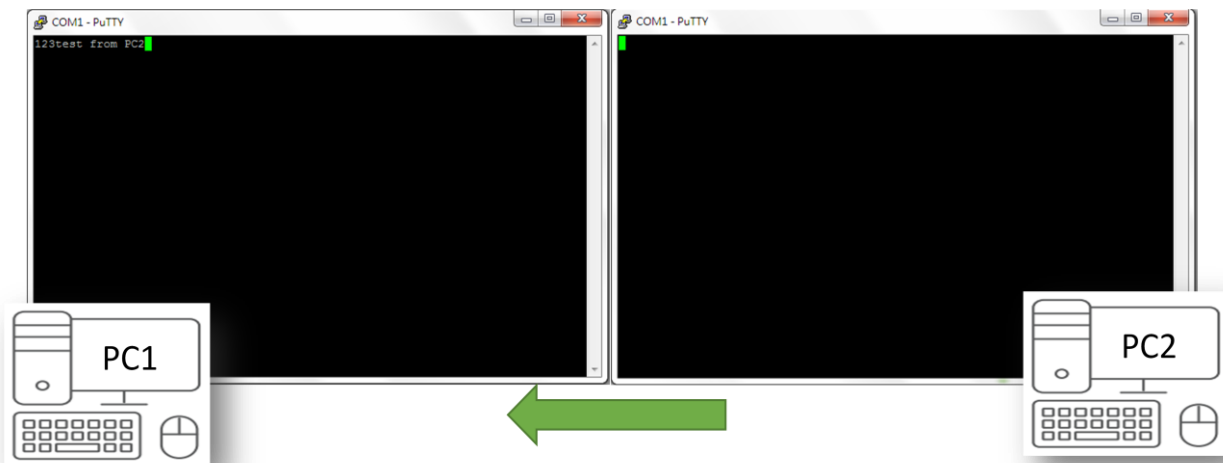 COM1 - PuTTY
123test from PC2
COM1 - PuTTY
PC1
PC2